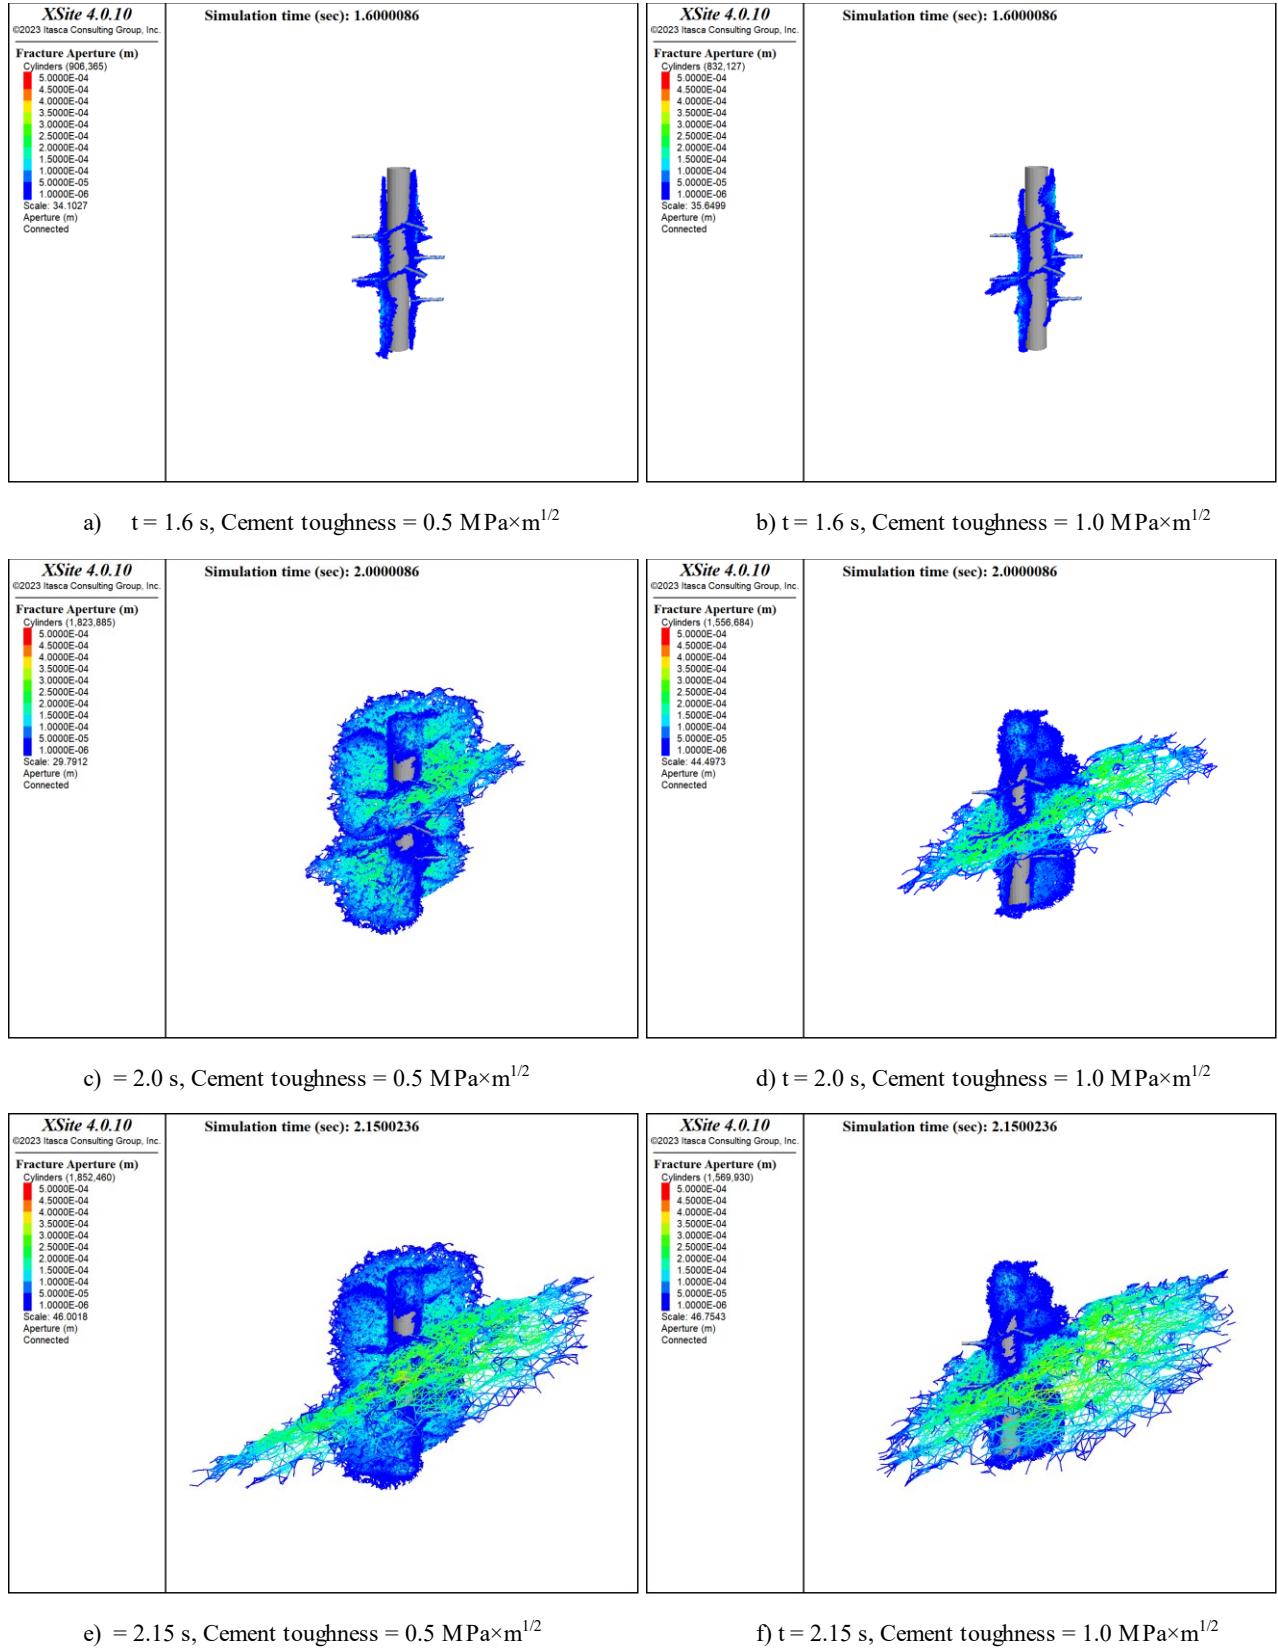 XSite 4.0.10
©2023 Itasca Consulting Group, Inc.
Fracture Aperture (m)
Cylinders (906,365)
5.0000E-04
4.5000E-04
4.0000E-04
3.5000E-04
3.0000E-04
2.5000E-04
2.0000E-04
1.5000E-04
1.0000E-04
5.0000E-05
1.0000E-06
Scale: 34.1027
Aperture (m)
Connected
Simulation time (sec): 1.6000086
XSite 4.0.10
©2023 Itasca Consulting Group, Inc.
Fracture Aperture (m)
Cylinders (832,127)
5.0000E-04
4.5000E-04
4.0000E-04
3.5000E-04
3.0000E-04
2.5000E-04
2.0000E-04
1.5000E-04
1.0000E-04
5.0000E-05
1.0000E-06
Scale: 35.6499
Aperture (m)
Connected
Simulation time (sec): 1.6000086
a) t = 1.6 s, Cement toughness = 0.5 MPa×m^1/2
b) t = 1.6 s, Cement toughness = 1.0 MPa×m^1/2
XSite 4.0.10
©2023 Itasca Consulting Group, Inc.
Fracture Aperture (m)
Cylinders (1,823,885)
5.0000E-04
4.5000E-04
4.0000E-04
3.5000E-04
3.0000E-04
2.5000E-04
2.0000E-04
1.5000E-04
1.0000E-04
5.0000E-05
1.0000E-06
Scale: 29.7912
Aperture (m)
Connected
Simulation time (sec): 2.0000086
XSite 4.0.10
©2023 Itasca Consulting Group, Inc.
Fracture Aperture (m)
Cylinders (1,556,684)
5.0000E-04
4.5000E-04
4.0000E-04
3.5000E-04
3.0000E-04
2.5000E-04
2.0000E-04
1.5000E-04
1.0000E-04
5.0000E-05
1.0000E-06
Scale: 44.4973
Aperture (m)
Connected
Simulation time (sec): 2.0000086
c) = 2.0 s, Cement toughness = 0.5 MPa×m^1/2
d) t = 2.0 s, Cement toughness = 1.0 MPa×m^1/2
XSite 4.0.10
©2023 Itasca Consulting Group, Inc.
Fracture Aperture (m)
Cylinders (1,852,460)
5.0000E-04
4.5000E-04
4.0000E-04
3.5000E-04
3.0000E-04
2.5000E-04
2.0000E-04
1.5000E-04
1.0000E-04
5.0000E-05
1.0000E-06
Scale: 46.0018
Aperture (m)
Connected
Simulation time (sec): 2.1500236
XSite 4.0.10
©2023 Itasca Consulting Group, Inc.
Fracture Aperture (m)
Cylinders (1,569,930)
5.0000E-04
4.5000E-04
4.0000E-04
3.5000E-04
3.0000E-04
2.5000E-04
2.0000E-04
1.5000E-04
1.0000E-04
5.0000E-05
1.0000E-06
Scale: 46.7543
Aperture (m)
Connected
Simulation time (sec): 2.1500236
e) = 2.15 s, Cement toughness = 0.5 MPa×m^1/2
f) t = 2.15 s, Cement toughness = 1.0 MPa×m^1/2